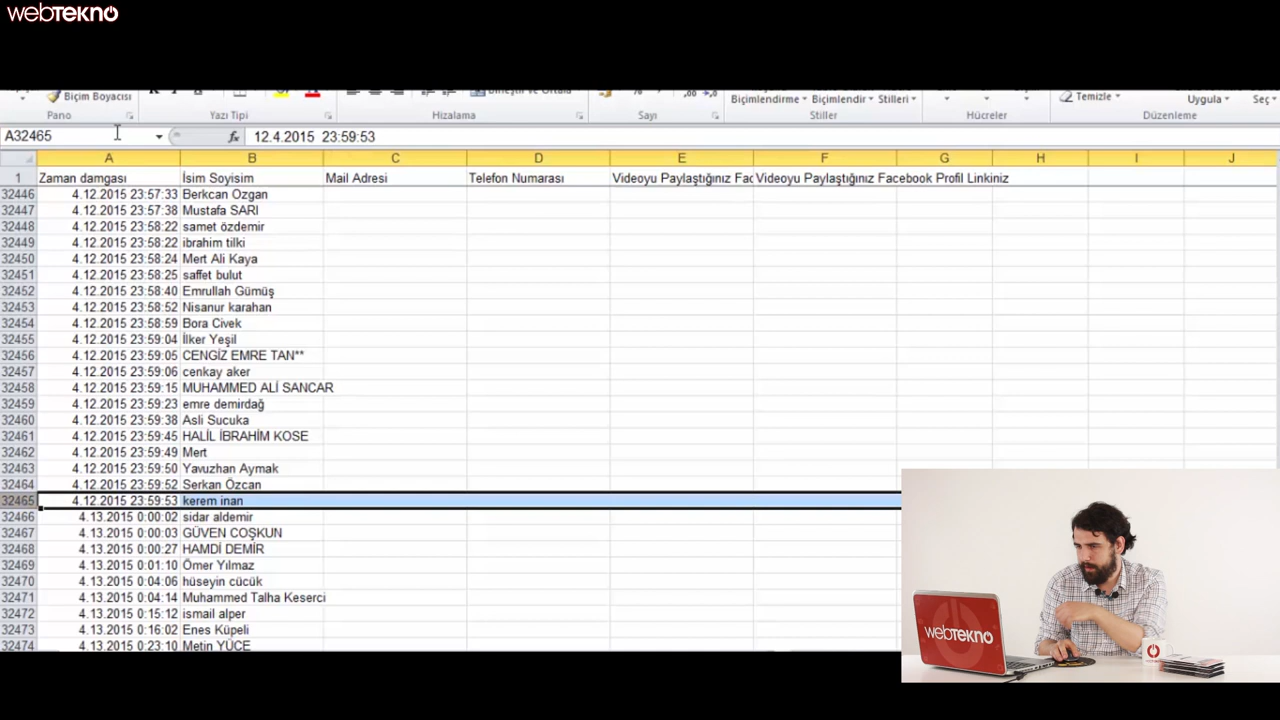 webTEKNO
Biçim Boyacısı
Biçimlendirme Biçimlendir Stilleri
Temizle
Uygula Seç
Pano Yazı Tipi Hizalama Sayı Stiller Hücreler
A32465 fx 12.4.2015 23:59:53
A B C D E F G H I J
1 Zaman damgası İsim Soyisim Mail Adresi Telefon Numarası Videoyu Paylaştığınız Fac Videoyu Paylaştığınız Facebook Profil Linkiniz
32446 4.12.2015 23:57:33 Berkcan Özgan
32447 4.12.2015 23:57:38 Mustafa SARI
32448 4.12.2015 23:58:22 samet özdemir
32449 4.12.2015 23:58:22 ibrahim tilki
32450 4.12.2015 23:58:24 Mert Ali Kaya
32451 4.12.2015 23:58:25 saffet bulut
32452 4.12.2015 23:58:40 Emrullah Gümüş
32453 4.12.2015 23:58:52 Nisanur karahan
32454 4.12.2015 23:58:59 Bora Civek
32455 4.12.2015 23:59:04 İlker Yeşil
32456 4.12.2015 23:59:05 CENGİZ EMRE TAN**
32457 4.12.2015 23:59:06 cenkay aker
32458 4.12.2015 23:59:15 MUHAMMED ALİ SANCAR
32459 4.12.2015 23:59:23 emre demirdağ
32460 4.12.2015 23:59:38 Asli Sucuka
32461 4.12.2015 23:59:45 HALİL İBRAHİM KOSE
32462 4.12.2015 23:59:49 Mert
32463 4.12.2015 23:59:50 Yavuzhan Aymak
32464 4.12.2015 23:59:52 Serkan Özcan
32465 4.12.2015 23:59:53 kerem inan
32466 4.13.2015 0:00:02 sidar aldemir
32467 4.13.2015 0:00:03 GÜVEN COŞKUN
32468 4.13.2015 0:00:27 HAMDİ DEMİR
32469 4.13.2015 0:01:10 Ömer Yılmaz
32470 4.13.2015 0:04:06 hüseyin cücük
32471 4.13.2015 0:04:14 Muhammed Talha Keserci
32472 4.13.2015 0:15:12 ismail alper
32473 4.13.2015 0:16:02 Enes Küpeli
32474 4.13.2015 0:23:10 Metin YÜCE
webTEKNO